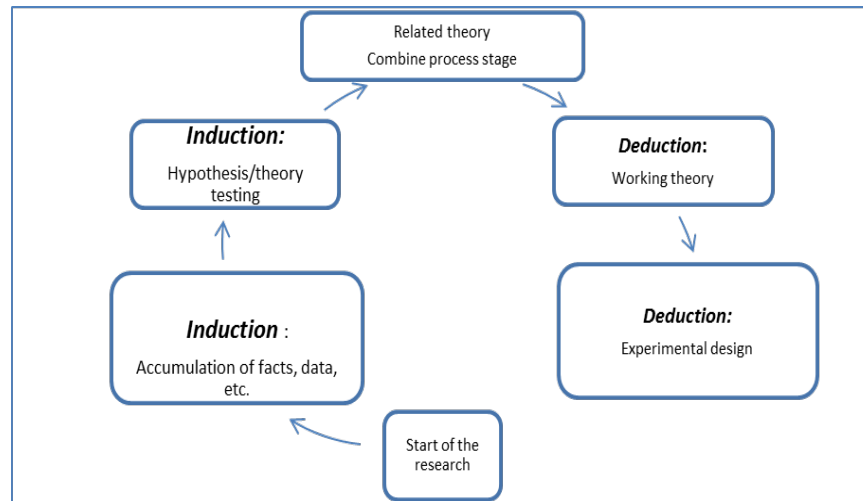 Related theory
Combine process stage
Induction:
Hypothesis/theory
testing
Deduction:
Working theory
Induction :
Accumulation of facts, data,
etc.
Deduction:
Experimental design
Start of the
research